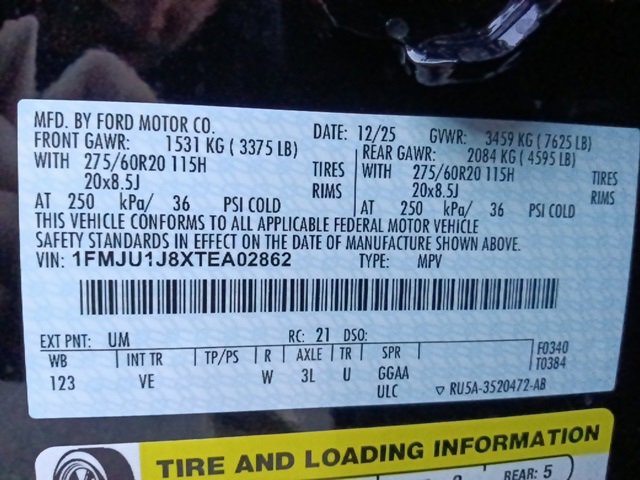 MFD. BY FORD MOTOR CO. DATE: 12/25 GVWR: 3459 KG ( 7625 LB)
FRONT GAWR: 1531 KG ( 3375 LB) REAR GAWR: 2084 KG ( 4595 LB)
WITH 275/60R20 115H TIRES WITH 275/60R20 115H TIRES
20x8.5J RIMS 20x8.5J RIMS
AT 250 kPa/ 36 PSI COLD AT 250 kPa/ 36 PSI COLD
THIS VEHICLE CONFORMS TO ALL APPLICABLE FEDERAL MOTOR VEHICLE
SAFETY STANDARDS IN EFFECT ON THE DATE OF MANUFACTURE SHOWN ABOVE.
VIN: 1FMJU1J8XTEA02862 TYPE: MPV
EXT PNT: UM RC: 21 DSO: F0340
WB INT TR TP/PS R AXLE TR SPR T0384
123 VE W 3L U GGAA
ULC ▽ RU5A-3520472-AB
TIRE AND LOADING INFORMATION
REAR: 5